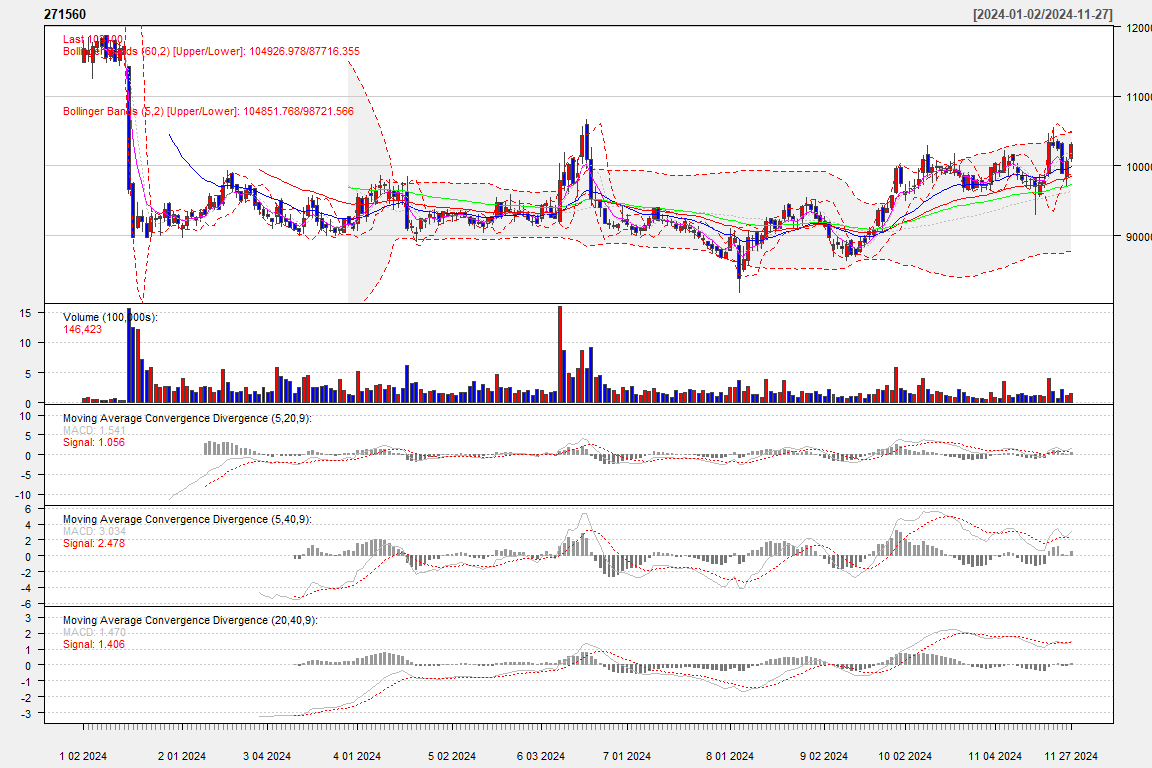 271560 [2024-01-02/2024-11-27]
Last
Bollinger Bands (60,2) [Upper/Lower]: 104926.978/87716.355
Bollinger Bands (5,2) [Upper/Lower]: 104851.768/98721.566
12000
11000
10000
90000
Volume (100,000s):
146,423
15
10
5
0
Moving Average Convergence Divergence (5,20,9):
MACD: 1.541
Signal: 1.056
10
5
0
-5
-10
Moving Average Convergence Divergence (5,40,9):
MACD: 3.034
Signal: 2.478
6
4
2
0
-2
-4
-6
Moving Average Convergence Divergence (20,40,9):
MACD: 1.470
Signal: 1.406
3
2
1
0
-1
-2
-3
1 02 2024 2 01 2024 3 04 2024 4 01 2024 5 02 2024 6 03 2024 7 01 2024 8 01 2024 9 02 2024 10 02 2024 11 04 2024 11 27 2024